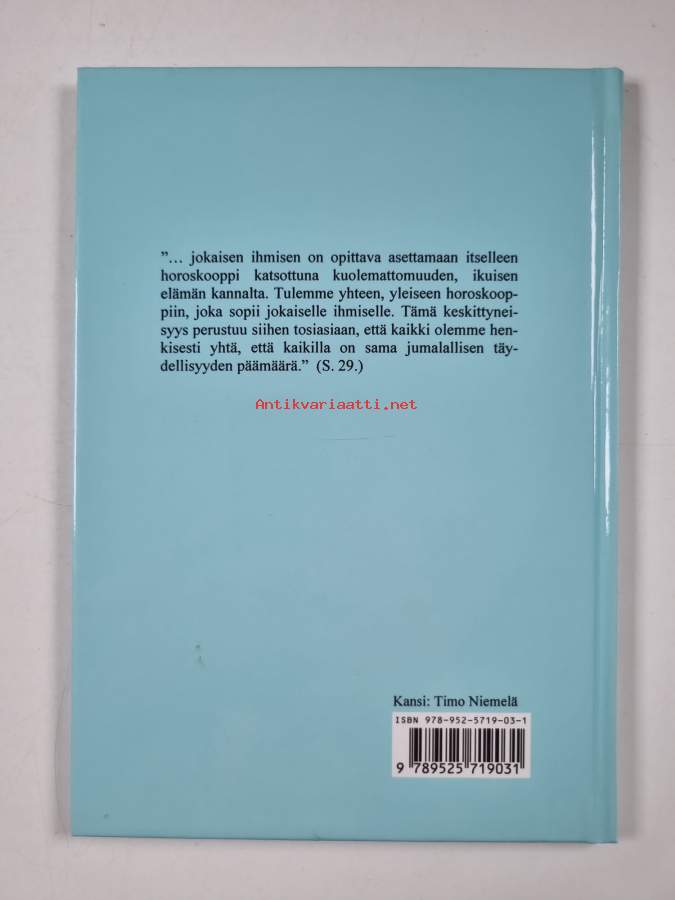 ”… jokaisen ihmisen on opittava asettamaan itselleen
horoskooppi katsottuna kuolemattomuuden, ikuisen
elämän kannalta. Tulemme yhteen, yleiseen horoskoop-
piin, joka sopii jokaiselle ihmiselle. Tämä keskittynei-
syys perustuu siihen tosiasiaan, että kaikki olemme hen-
kisesti yhtä, että kaikilla on sama jumalallisen täy-
dellisyyden päämäärä.” (S. 29.)
Antikvariaatti.net
Kansi: Timo Niemelä
ISBN 978-952-5719-03-1
9 789525 719031